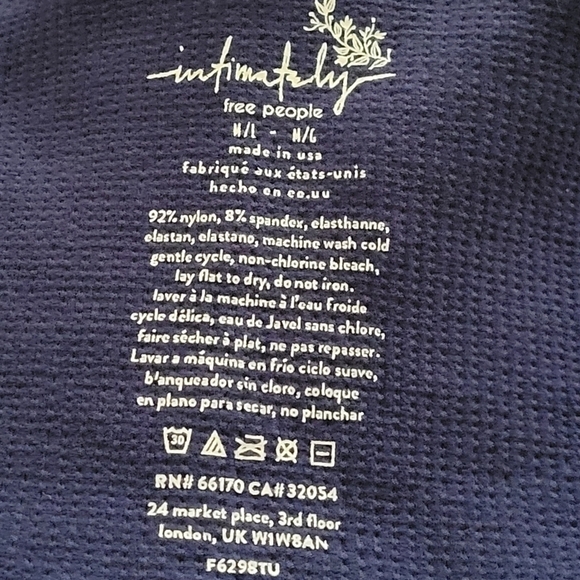 intimately
free people
M/L - M/G
made in usa
fabriqué aux états-unis
hecho en ee.uu
92% nylon, 8% spandex, elasthanne,
elastan, elastano, machine wash cold
gentle cycle, non-chlorine bleach,
lay flat to dry, do not iron.
laver à la machine à l'eau froide
cycle délica, eau de Javel sans chlore,
faire sécher à plat, ne pas repasser.
Lavar a máquina en frío ciclo suave,
b'anqueador sin cloro, coloque
en plano para secar, no planchar
30
RN# 66170 CA# 32054
24 market place, 3rd floor
london, UK W1W8AN
F6298TU